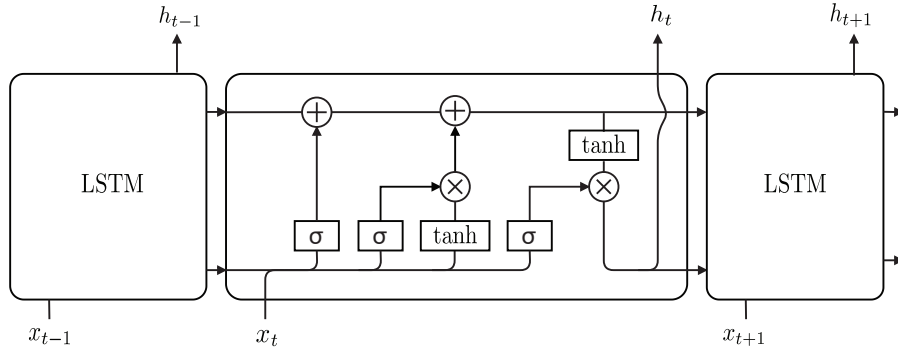 h_{t-1} h_t h_{t+1}
+ +
tanh
LSTM × × LSTM
σ σ tanh σ
x_{t-1} x_t x_{t+1}